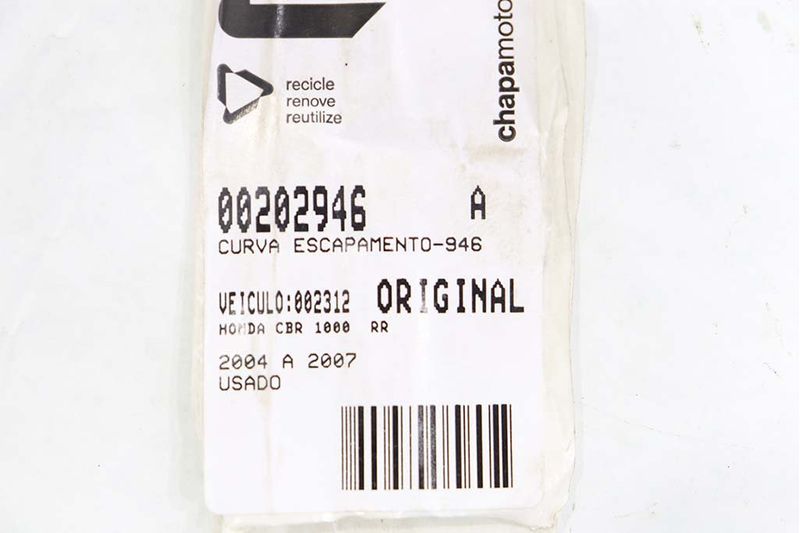 recicle
renove
reutilize
chapamoto
00202946 A
CURVA ESCAPAMENTO-946
VEICULO:002312 ORIGINAL
HONDA CBR 1000 RR
2004 A 2007
USADO